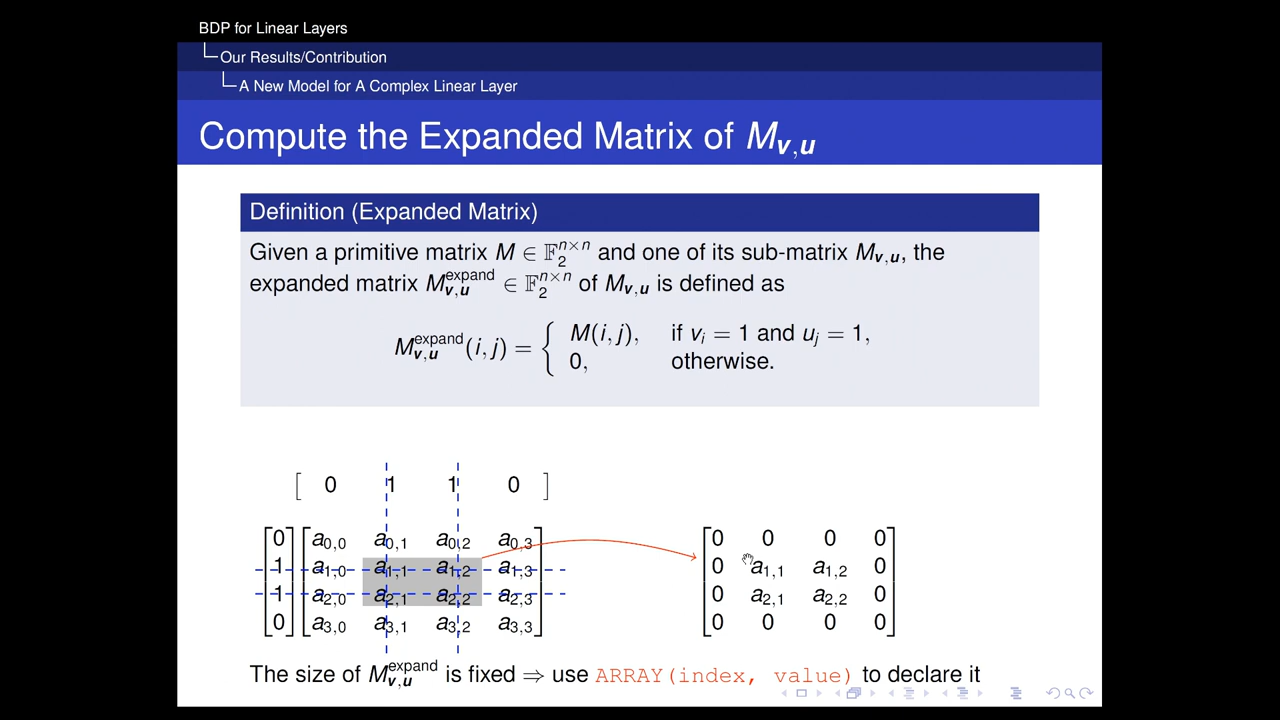 BDP for Linear Layers
Our Results/Contribution
A New Model for A Complex Linear Layer
Compute the Expanded Matrix of M_{v,u}
Definition (Expanded Matrix)
Given a primitive matrix M ∈ 𝔽₂^{n×n} and one of its sub-matrix M_{v,u}, the
expanded matrix M_{v,u}^{expand} ∈ 𝔽₂^{n×n} of M_{v,u} is defined as
M_{v,u}^{expand}(i, j) = { M(i, j), if v_i = 1 and u_j = 1,
0, otherwise.
[ 0 1 1 0 ]
[0] [a_{0,0} a_{0,1} a_{0,2} a_{0,3}] [0 0 0 0]
[1] [a_{1,0} a_{1,1} a_{1,2} a_{1,3}] [0 a_{1,1} a_{1,2} 0]
[1] [a_{2,0} a_{2,1} a_{2,2} a_{2,3}] [0 a_{2,1} a_{2,2} 0]
[0] [a_{3,0} a_{3,1} a_{3,2} a_{3,3}] [0 0 0 0]
The size of M_{v,u}^{expand} is fixed ⇒ use ARRAY(index, value) to declare it